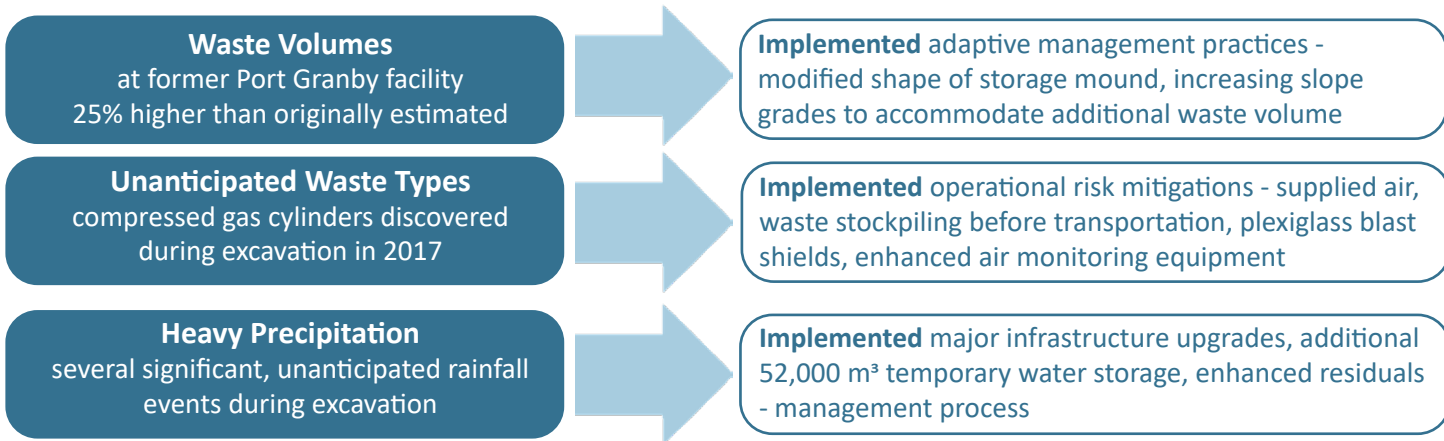 Waste Volumes
at former Port Granby facility
25% higher than originally estimated
Implemented adaptive management practices -
modified shape of storage mound, increasing slope
grades to accommodate additional waste volume
Unanticipated Waste Types
compressed gas cylinders discovered
during excavation in 2017
Implemented operational risk mitigations - supplied air,
waste stockpiling before transportation, plexiglass blast
shields, enhanced air monitoring equipment
Heavy Precipitation
several significant, unanticipated rainfall
events during excavation
Implemented major infrastructure upgrades, additional
52,000 m³ temporary water storage, enhanced residuals
- management process